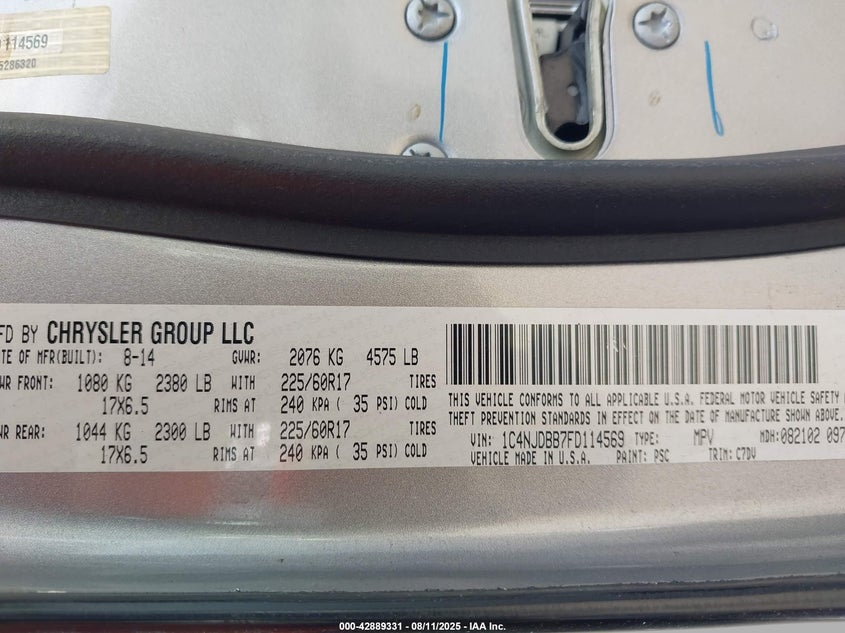 114569
5286320
FD BY CHRYSLER GROUP LLC
TE OF MFR(BUILT): 8-14 GVWR: 2076 KG 4575 LB
WR FRONT: 1080 KG 2380 LB WITH 225/60R17 TIRES
17X6.5 RIMS AT 240 KPA ( 35 PSI) COLD
WR REAR: 1044 KG 2300 LB WITH 225/60R17 TIRES
17X6.5 RIMS AT 240 KPA ( 35 PSI) COLD
THIS VEHICLE CONFORMS TO ALL APPLICABLE U.S.A. FEDERAL MOTOR VEHICLE SAFETY
THEFT PREVENTION STANDARDS IN EFFECT ON THE DATE OF MANUFACTURE SHOWN ABOVE.
VIN: 1C4NJDBB7FD114569 TYPE: MPV MDH:082102 097
VEHICLE MADE IN U.S.A. PAINT: PSC TRIM: C7DV
000-42889331 - 08/11/2025 - IAA Inc.